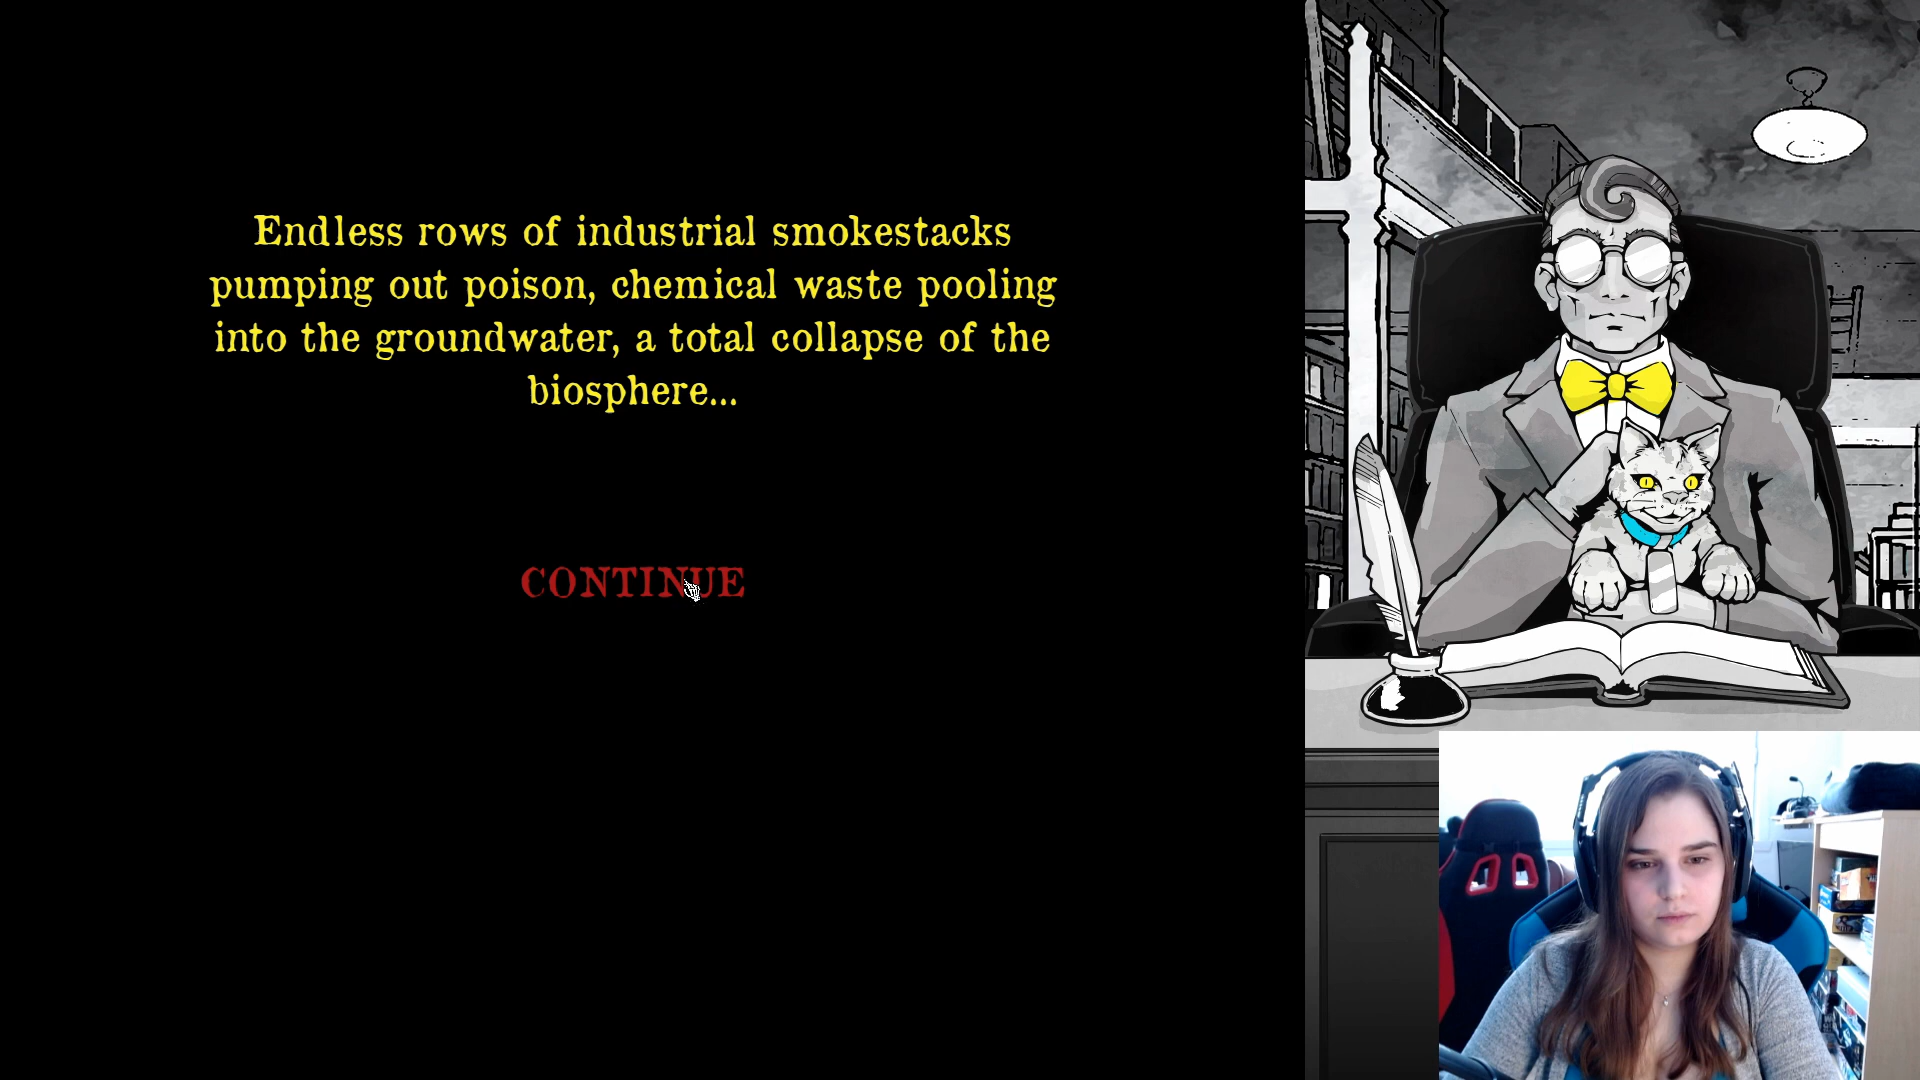 Endless rows of industrial smokestacks
pumping out poison, chemical waste pooling
into the groundwater, a total collapse of the
biosphere...
CONTINUE